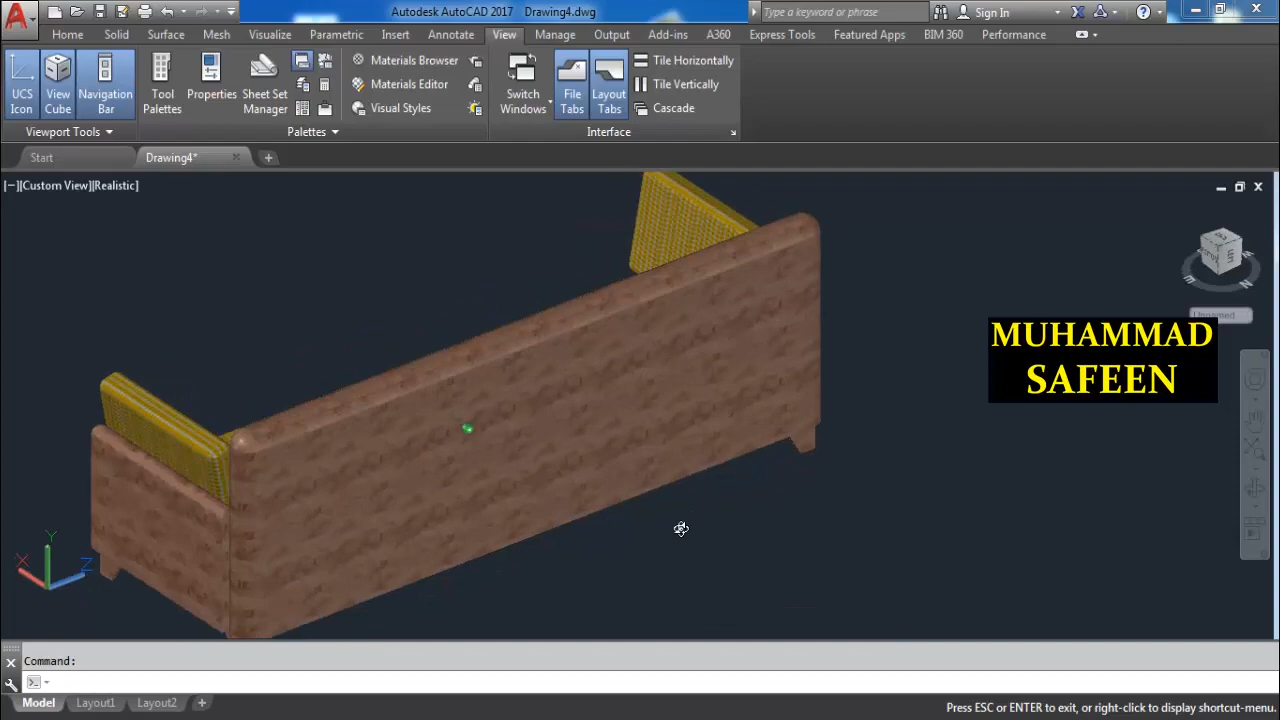 Autodesk AutoCAD 2017 Drawing4.dwg
Type a keyword or phrase
Sign In
Home Solid Surface Mesh Visualize Parametric Insert Annotate View Manage Output Add-ins A360 Express Tools Featured Apps BIM 360 Performance
UCS Icon
View Cube
Navigation Bar
Tool Palettes
Properties
Sheet Set Manager
Materials Browser
Materials Editor
Visual Styles
Switch Windows
File Tabs
Layout Tabs
Tile Horizontally
Tile Vertically
Cascade
Viewport Tools
Palettes
Interface
Start
Drawing4*
[−][Custom View][Realistic]
Unnamed
MUHAMMAD
SAFEEN
X
Y
Z
Command:
Model Layout1 Layout2
Press ESC or ENTER to exit, or right-click to display shortcut-menu.